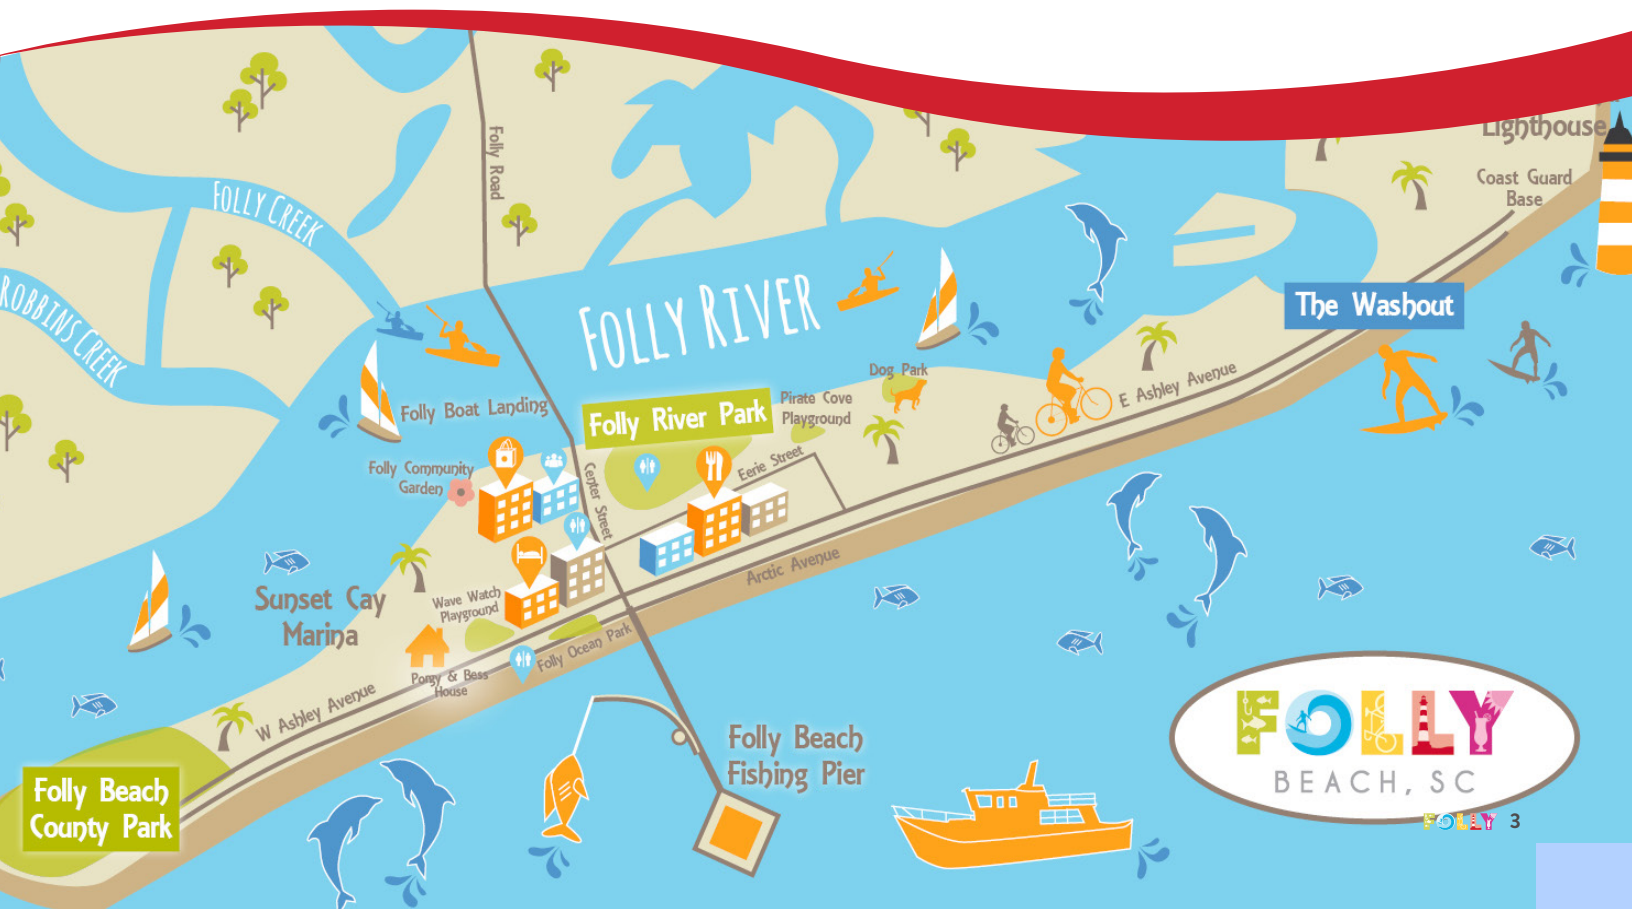 Lighthouse
Coast Guard
Base
Folly Road
FOLLY CREEK
ROBBINS CREEK
FOLLY RIVER
The Washout
Dog Park
E Ashley Avenue
Pirate Cove
Playground
Folly River Park
Folly Boat Landing
Folly Community
Garden
Center Street
Eerie Street
Arctic Avenue
Sunset Cay
Marina
Wave Watch
Playground
Folly Ocean Park
Porgy & Bess
House
W Ashley Avenue
Folly Beach
County Park
Folly Beach
Fishing Pier
FOLLY
BEACH, SC
FOLLY 3